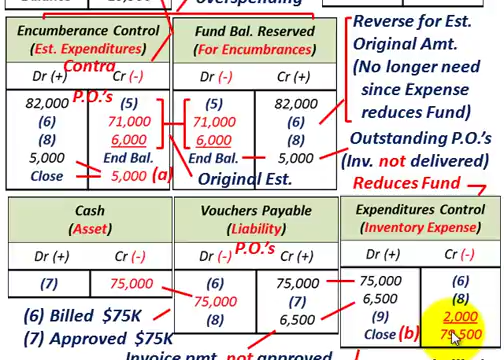 overspending
Encumberance Control
(Est. Expenditures)
Contra
P.O.'s
Dr (+) Cr (-)
82,000 (5)
(6) 71,000
(8) 6,000
5,000 End Bal.
Close 5,000 (a)
Fund Bal. Reserved
(For Encumbrances)
Dr (-) Cr (+)
(5) 82,000
71,000 (6)
6,000 (8)
End Bal. 5,000
Original Est.
Reverse for Est.
Original Amt.
(No longer need
since Expense
reduces Fund)
Outstanding P.O.'s
(Inv. not delivered)
Reduces Fund
Cash
(Asset)
Dr (+) Cr (-)
(7) 75,000
(6) Billed $75K
(7) Approved $75K
Vouchers Payable
(Liability)
P.O.'s
Dr (-) Cr (+)
(6) 75,000
75,000 (7)
(8) 6,500
Invoice pmt. not approved
Expenditures Control
(Inventory Expense)
Dr (+) Cr (-)
75,000 (6)
6,500 (8)
(9) 2,000
Close (b) 79,500